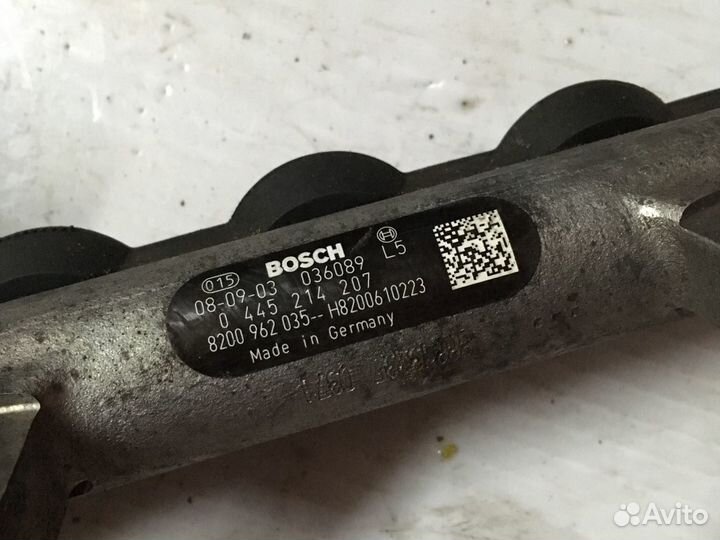 BOSCH
015 L5
08-09-03 036089
0 445 214 207
8200 962 035-- H8200610223
Made in Germany
Avito